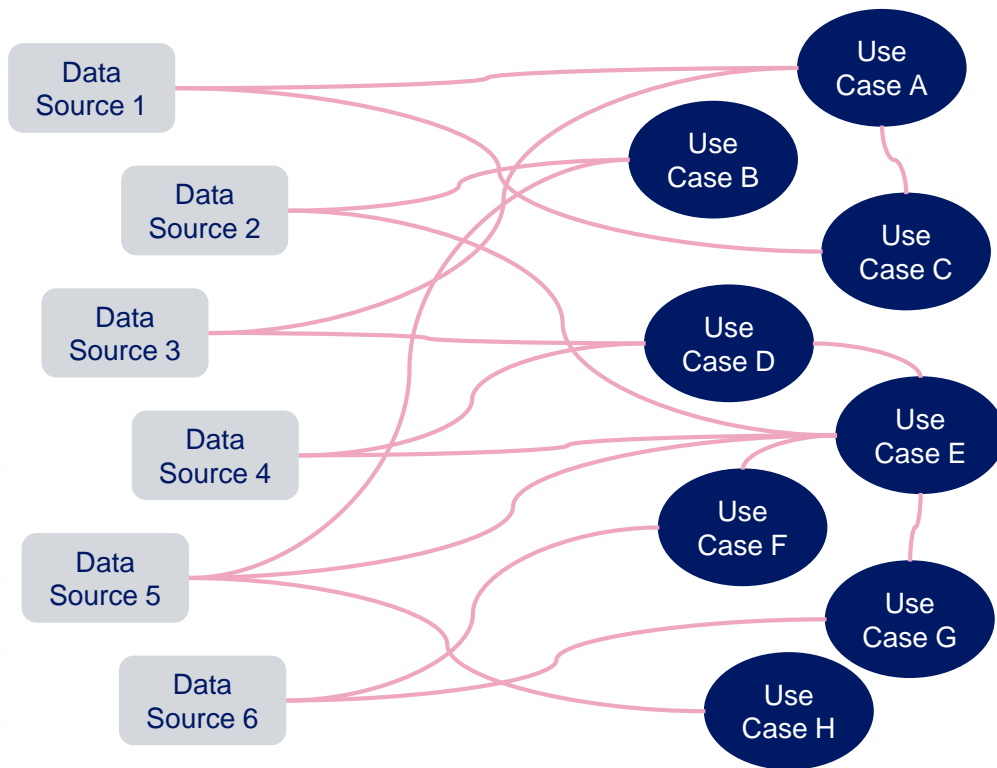 Data
Source 1
Data
Source 2
Data
Source 3
Data
Source 4
Data
Source 5
Data
Source 6
Use
Case A
Use
Case B
Use
Case C
Use
Case D
Use
Case E
Use
Case F
Use
Case G
Use
Case H